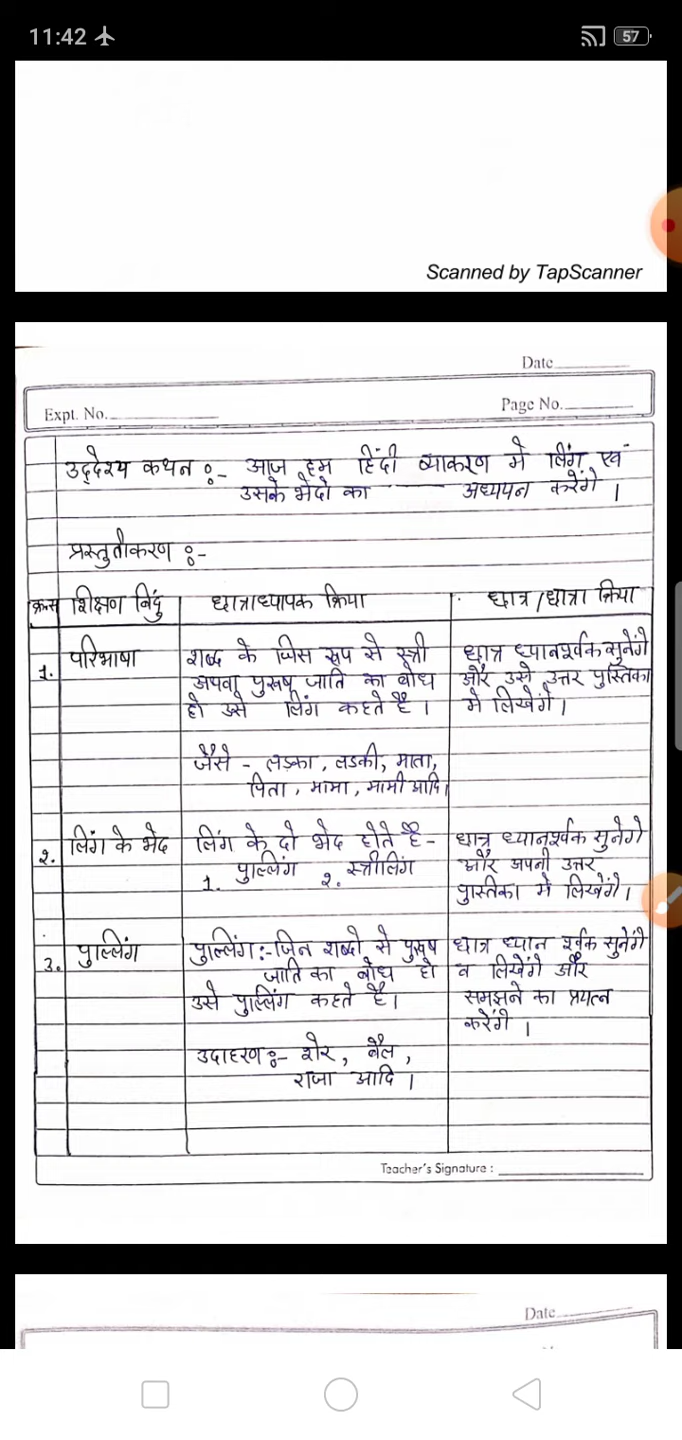 11:42
57
Scanned by TapScanner
Date
Expt. No.
Page No.
उद्देश्य कथन :- आज हम हिंदी व्याकरण में लिंग एवं
उसके भेदो का अध्ययन करेंगे ।
प्रस्तुतीकरण :-
क्र०स शिक्षण बिंदु छात्राध्यापक क्रिया छात्र /छात्रा क्रिया
1. परिभाषा
शब्द के जिस रूप से स्त्री
अथवा पुरूष जाति का बोध
हो उसे लिंग कहते है ।
जैसे - लडका, लडकी, माता,
पिता, मामा, मामी आदि।
छात्र ध्यानपूर्वक सुनेगे
और उसे उत्तर पुस्तिका
मे लिखेंगे।
2. लिंग के भेद
लिंग के दो भेद होते है -
1. पुल्लिंग 2. स्त्रीलिंग
छात्र ध्यानपूर्वक सुनेगे
और अपनी उत्तर
पुस्तिका मे लिखेंगे।
3. पुल्लिंग
पुल्लिंग :- जिन शब्दो से पुरूष
जाति का बोध हो
उसे पुल्लिंग कहते है।
उदाहरण :- शेर, बैल,
राजा आदि ।
छात्र ध्यान पूर्वक सुनेगे
व लिखेंगे और
समझने का प्रयत्न
करेंगे ।
Teacher's Signature :
Date